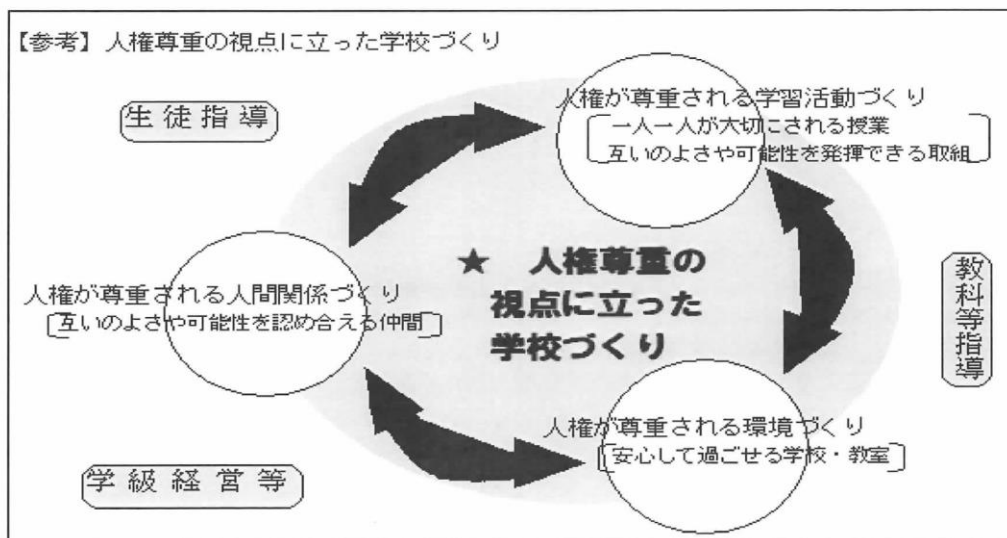 【参考】人権尊重の視点に立った学校づくり
生徒指導
人権が尊重される学習活動づくり
一人一人が大切にされる授業
互いのよさや可能性を発揮できる取組
★ 人権尊重の
視点に立った
学校づくり
人権が尊重される人間関係づくり
互いのよさや可能性を認め合える仲間
教科等指導
人権が尊重される環境づくり
安心して過ごせる学校・教室
学級経営等